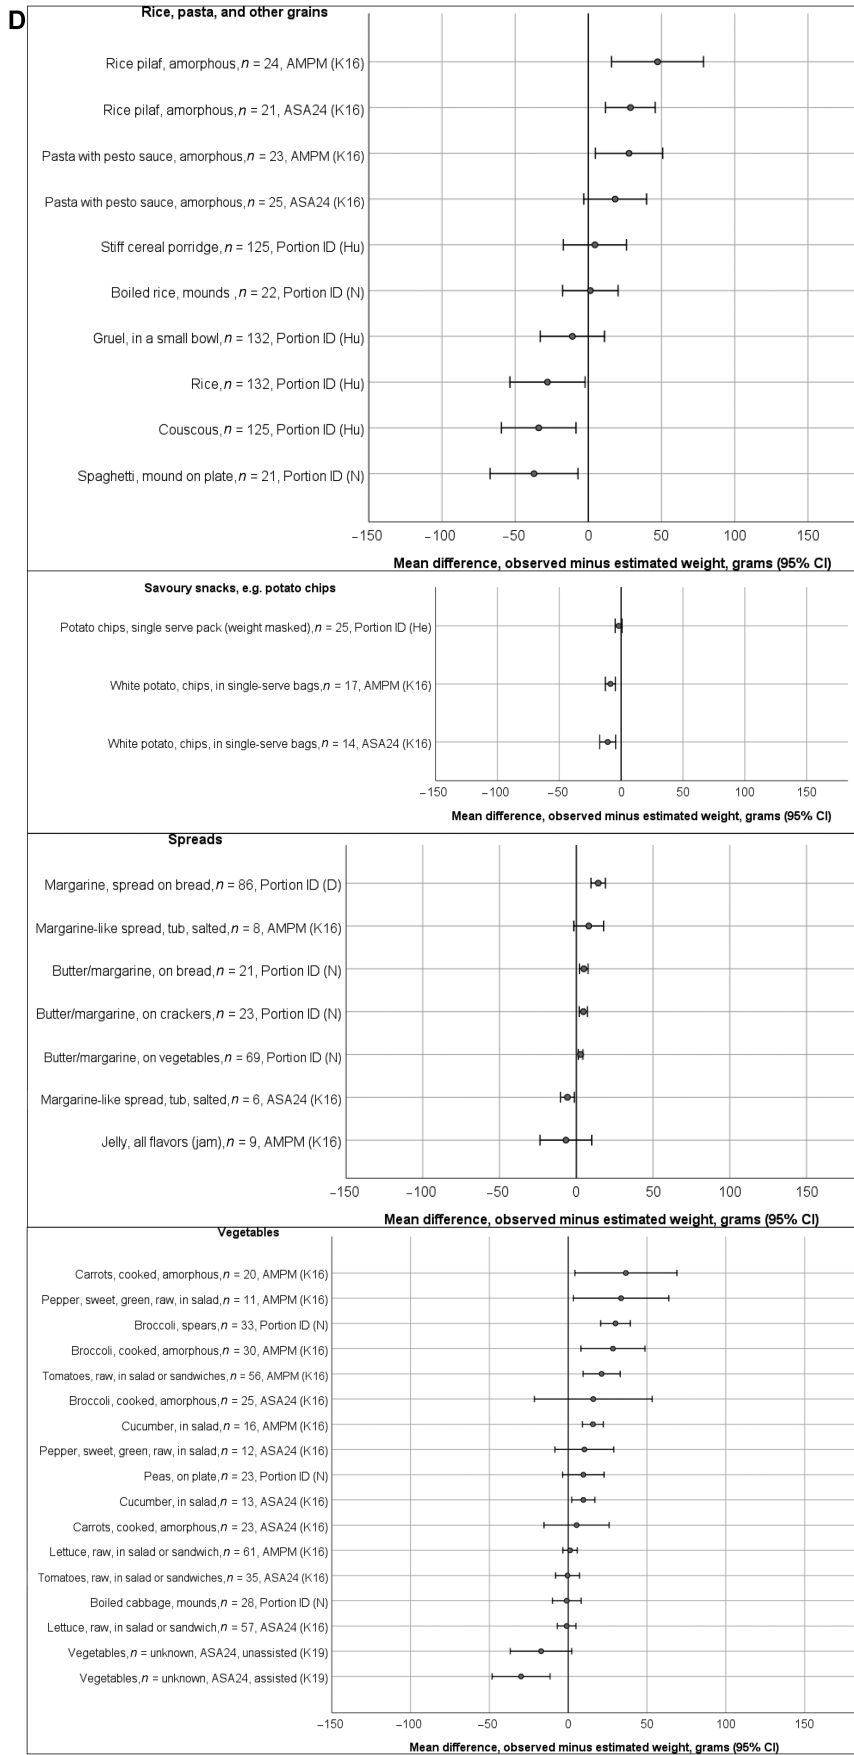 D
Rice, pasta, and other grains
Rice pilaf, amorphous,n = 24, AMPM (K16)
Rice pilaf, amorphous,n = 21, ASA24 (K16)
Pasta with pesto sauce, amorphous,n = 23, AMPM (K16)
Pasta with pesto sauce, amorphous,n = 25, ASA24 (K16)
Stiff cereal porridge,n = 125, Portion ID (Hu)
Boiled rice, mounds ,n = 22, Portion ID (N)
Gruel, in a small bowl,n = 132, Portion ID (Hu)
Rice,n = 132, Portion ID (Hu)
Couscous,n = 125, Portion ID (Hu)
Spaghetti, mound on plate,n = 21, Portion ID (N)
−150 −100 −50 0 50 100 150
Mean difference, observed minus estimated weight, grams (95% CI)
Savoury snacks, e.g. potato chips
Potato chips, single serve pack (weight masked),n = 25, Portion ID (He)
White potato, chips, in single-serve bags,n = 17, AMPM (K16)
White potato, chips, in single-serve bags,n = 14, ASA24 (K16)
−150 −100 −50 0 50 100 150
Mean difference, observed minus estimated weight, grams (95% CI)
Spreads
Margarine, spread on bread,n = 86, Portion ID (D)
Margarine-like spread, tub, salted,n = 8, AMPM (K16)
Butter/margarine, on bread,n = 21, Portion ID (N)
Butter/margarine, on crackers,n = 23, Portion ID (N)
Butter/margarine, on vegetables,n = 69, Portion ID (N)
Margarine-like spread, tub, salted,n = 6, ASA24 (K16)
Jelly, all flavors (jam),n = 9, AMPM (K16)
−150 −100 −50 0 50 100 150
Mean difference, observed minus estimated weight, grams (95% CI)
Vegetables
Carrots, cooked, amorphous,n = 20, AMPM (K16)
Pepper, sweet, green, raw, in salad,n = 11, AMPM (K16)
Broccoli, spears,n = 33, Portion ID (N)
Broccoli, cooked, amorphous,n = 30, AMPM (K16)
Tomatoes, raw, in salad or sandwiches,n = 56, AMPM (K16)
Broccoli, cooked, amorphous,n = 25, ASA24 (K16)
Cucumber, in salad,n = 16, AMPM (K16)
Pepper, sweet, green, raw, in salad,n = 12, ASA24 (K16)
Peas, on plate,n = 23, Portion ID (N)
Cucumber, in salad,n = 13, ASA24 (K16)
Carrots, cooked, amorphous,n = 23, ASA24 (K16)
Lettuce, raw, in salad or sandwich,n = 61, AMPM (K16)
Tomatoes, raw, in salad or sandwiches,n = 35, ASA24 (K16)
Boiled cabbage, mounds,n = 28, Portion ID (N)
Lettuce, raw, in salad or sandwich,n = 57, ASA24 (K16)
Vegetables,n = unknown, ASA24, unassisted (K19)
Vegetables,n = unknown, ASA24, assisted (K19)
−150 −100 −50 0 50 100 150
Mean difference, observed minus estimated weight, grams (95% CI)